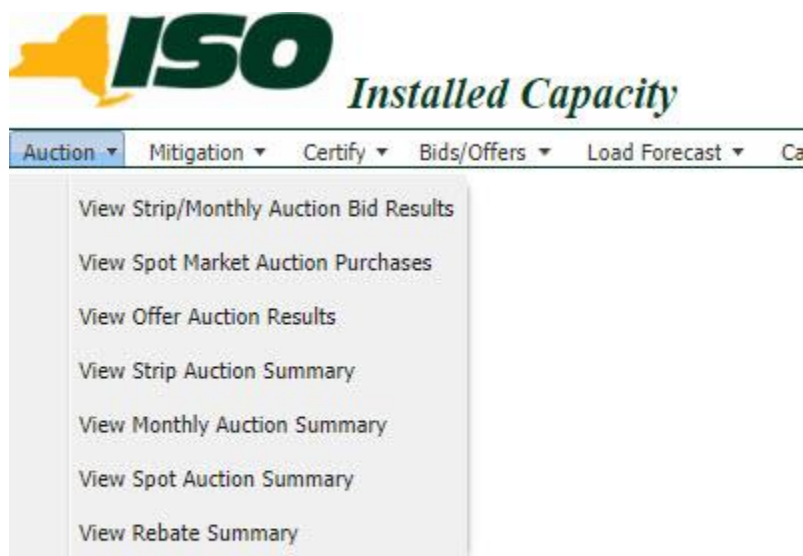 ISO
Installed Capacity
Auction Mitigation Certify Bids/Offers Load Forecast Ca
View Strip/Monthly Auction Bid Results
View Spot Market Auction Purchases
View Offer Auction Results
View Strip Auction Summary
View Monthly Auction Summary
View Spot Auction Summary
View Rebate Summary